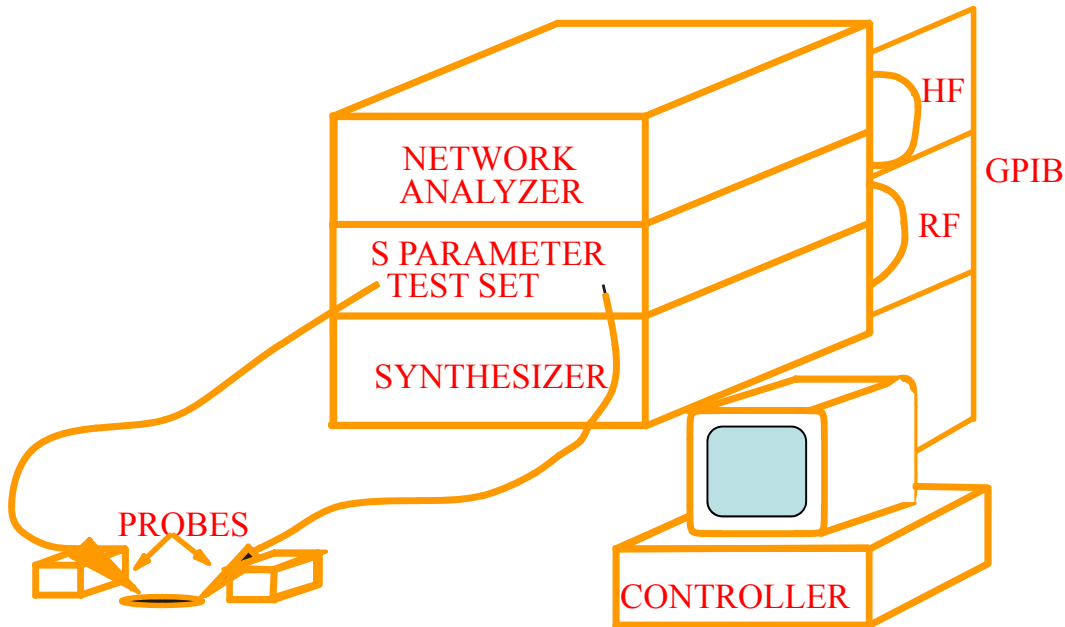 NETWORK
ANALYZER
HF
GPIB
S PARAMETER
TEST SET
RF
SYNTHESIZER
PROBES
CONTROLLER